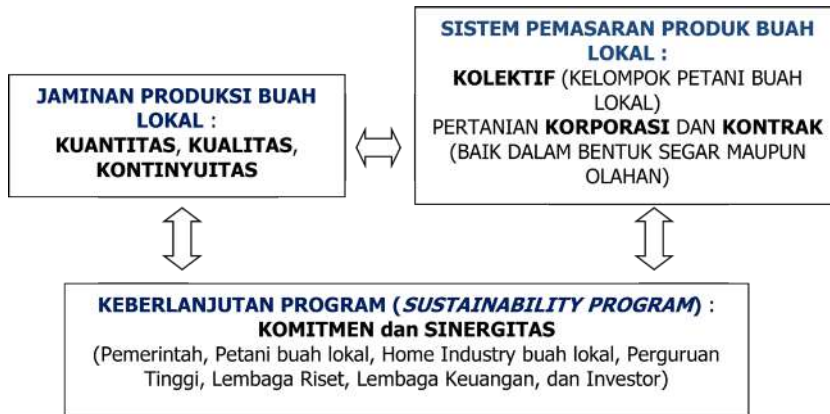 JAMINAN PRODUKSI BUAH
LOKAL :
KUANTITAS, KUALITAS,
KONTINYUITAS
SISTEM PEMASARAN PRODUK BUAH
LOKAL :
KOLEKTIF (KELOMPOK PETANI BUAH
LOKAL)
PERTANIAN KORPORASI DAN KONTRAK
(BAIK DALAM BENTUK SEGAR MAUPUN
OLAHAN)
KEBERLANJUTAN PROGRAM (SUSTAINABILITY PROGRAM) :
KOMITMEN dan SINERGITAS
(Pemerintah, Petani buah lokal, Home Industry buah lokal, Perguruan
Tinggi, Lembaga Riset, Lembaga Keuangan, dan Investor)